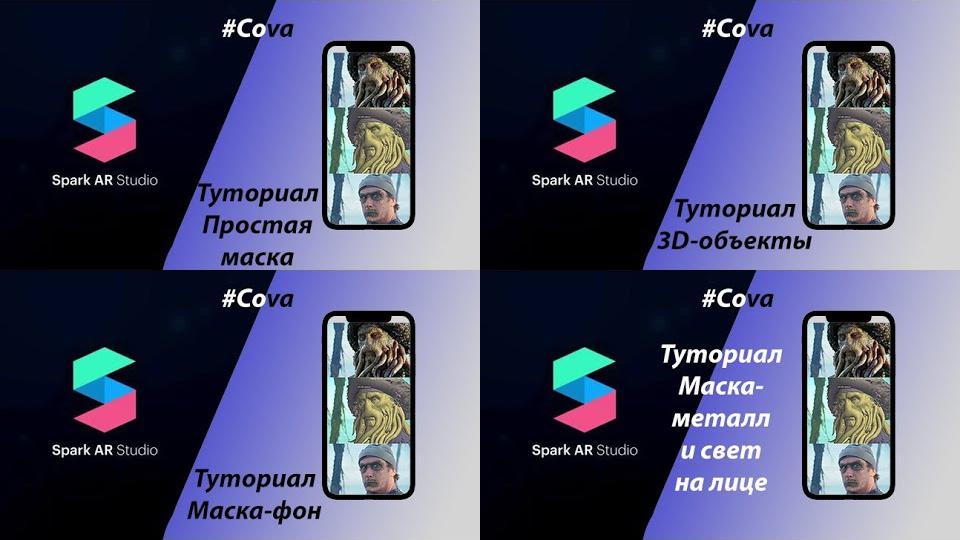 #Cova
Spark AR Studio
Туториал
Простая
маска
#Cova
Spark AR Studio
Туториал
3D-объекты
#Cova
Spark AR Studio
Туториал
Маска-фон
#Cova
Spark AR Studio
Туториал
Маска-
металл
и свет
на лице